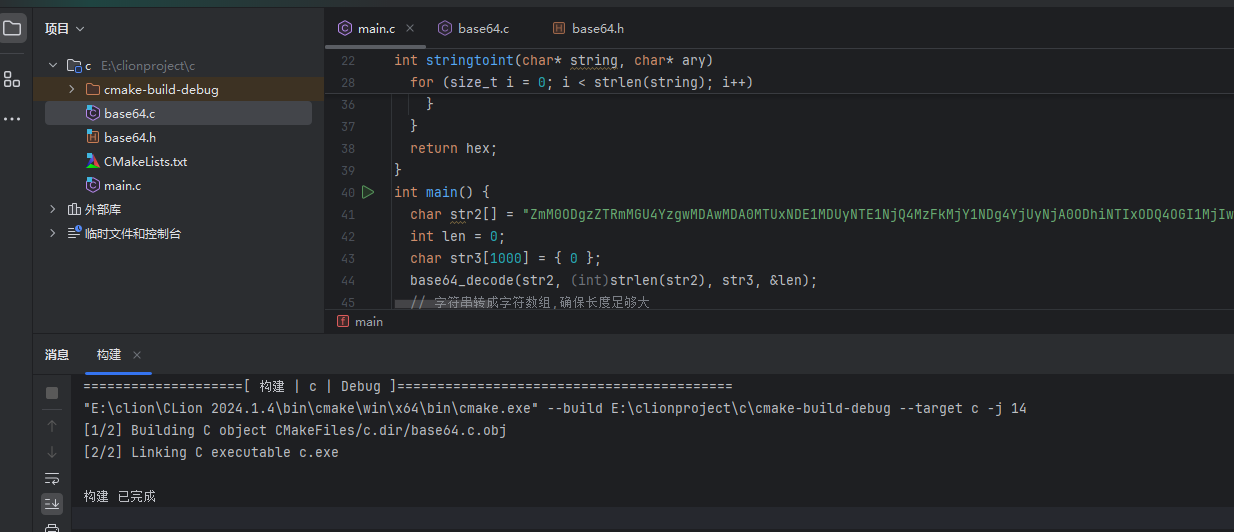 项目
c E:\clionproject\c
cmake-build-debug
base64.c
base64.h
CMakeLists.txt
main.c
外部库
临时文件和控制台
main.c base64.c base64.h
22 int stringtoint(char* string, char* ary)
28 for (size_t i = 0; i < strlen(string); i++)
36 }
37 }
38 return hex;
39 }
40 int main() {
41 char str2[] = "ZmM0ODgzZTRmMGU4YzgwMDAwMDA0MTUxNDE1MDUyNTE1NjQ4MzFkMjY1NDg4YjUyNjA0ODhiNTIxODQ4OGI1MjIw
42 int len = 0;
43 char str3[1000] = { 0 };
44 base64_decode(str2, (int)strlen(str2), str3, &len);
45 // 字符串转成字符数组,确保长度足够大
main
消息 构建
====================[ 构建 | c | Debug ]==========================================
"E:\clion\CLion 2024.1.4\bin\cmake\win\x64\bin\cmake.exe" --build E:\clionproject\c\cmake-build-debug --target c -j 14
[1/2] Building C object CMakeFiles/c.dir/base64.c.obj
[2/2] Linking C executable c.exe
构建 已完成